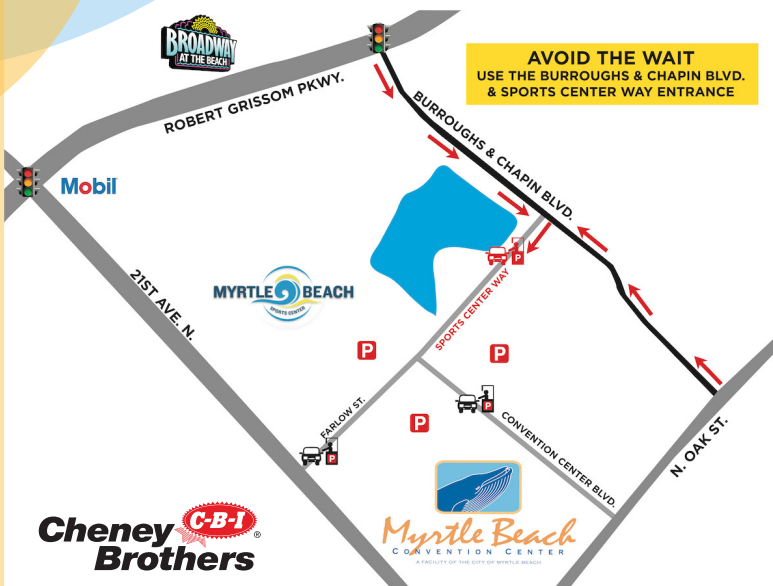 BROADWAY
AT THE BEACH
AVOID THE WAIT
USE THE BURROUGHS & CHAPIN BLVD.
& SPORTS CENTER WAY ENTRANCE
ROBERT GRISSOM PKWY.
BURROUGHS & CHAPIN BLVD.
Mobil
P
21ST AVE. N.
MYRTLE BEACH
SPORTS CENTER
SPORTS CENTER WAY
P
P
P
FARLOW ST.
P
CONVENTION CENTER BLVD.
N. OAK ST.
P
Cheney
C-B-I
®
Brothers
Myrtle Beach
CONVENTION CENTER
A FACILITY OF THE CITY OF MYRTLE BEACH